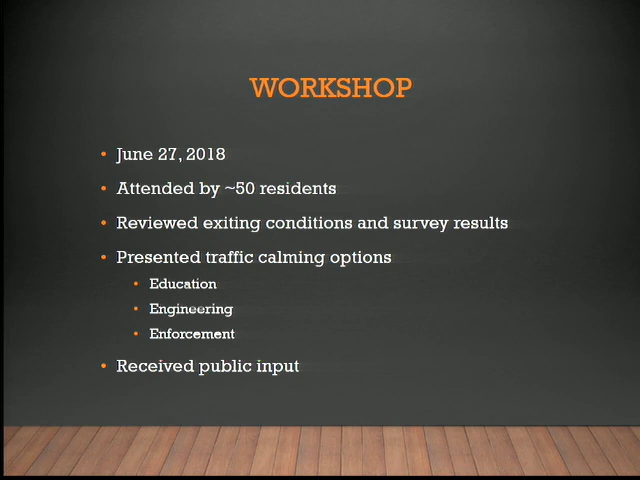 WORKSHOP
• June 27, 2018
• Attended by ~50 residents
• Reviewed exiting conditions and survey results
• Presented traffic calming options
• Education
• Engineering
• Enforcement
• Received public input